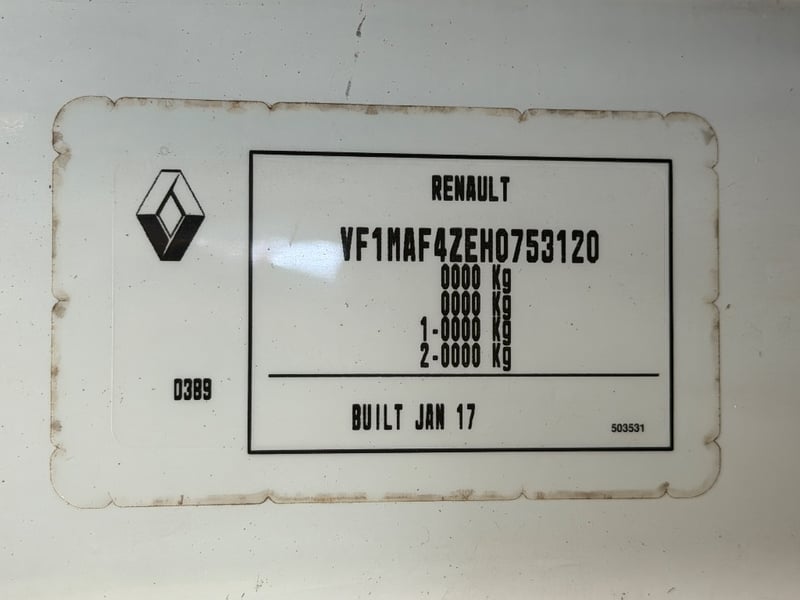 RENAULT
VF1MAF4ZEH0753120
0000 Kg
0000 Kg
1-0000 Kg
2-0000 Kg
D389
BUILT JAN 17
503531